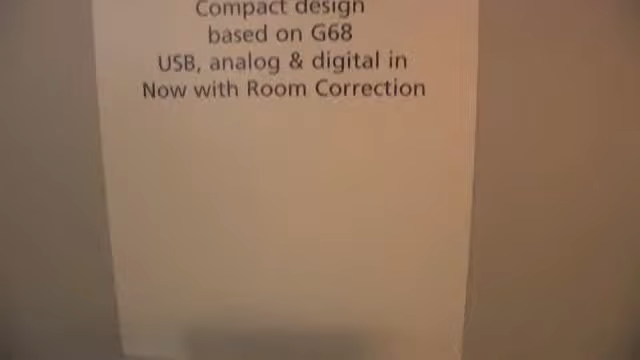 Compact design
based on G68
USB, analog & digital in
Now with Room Correction